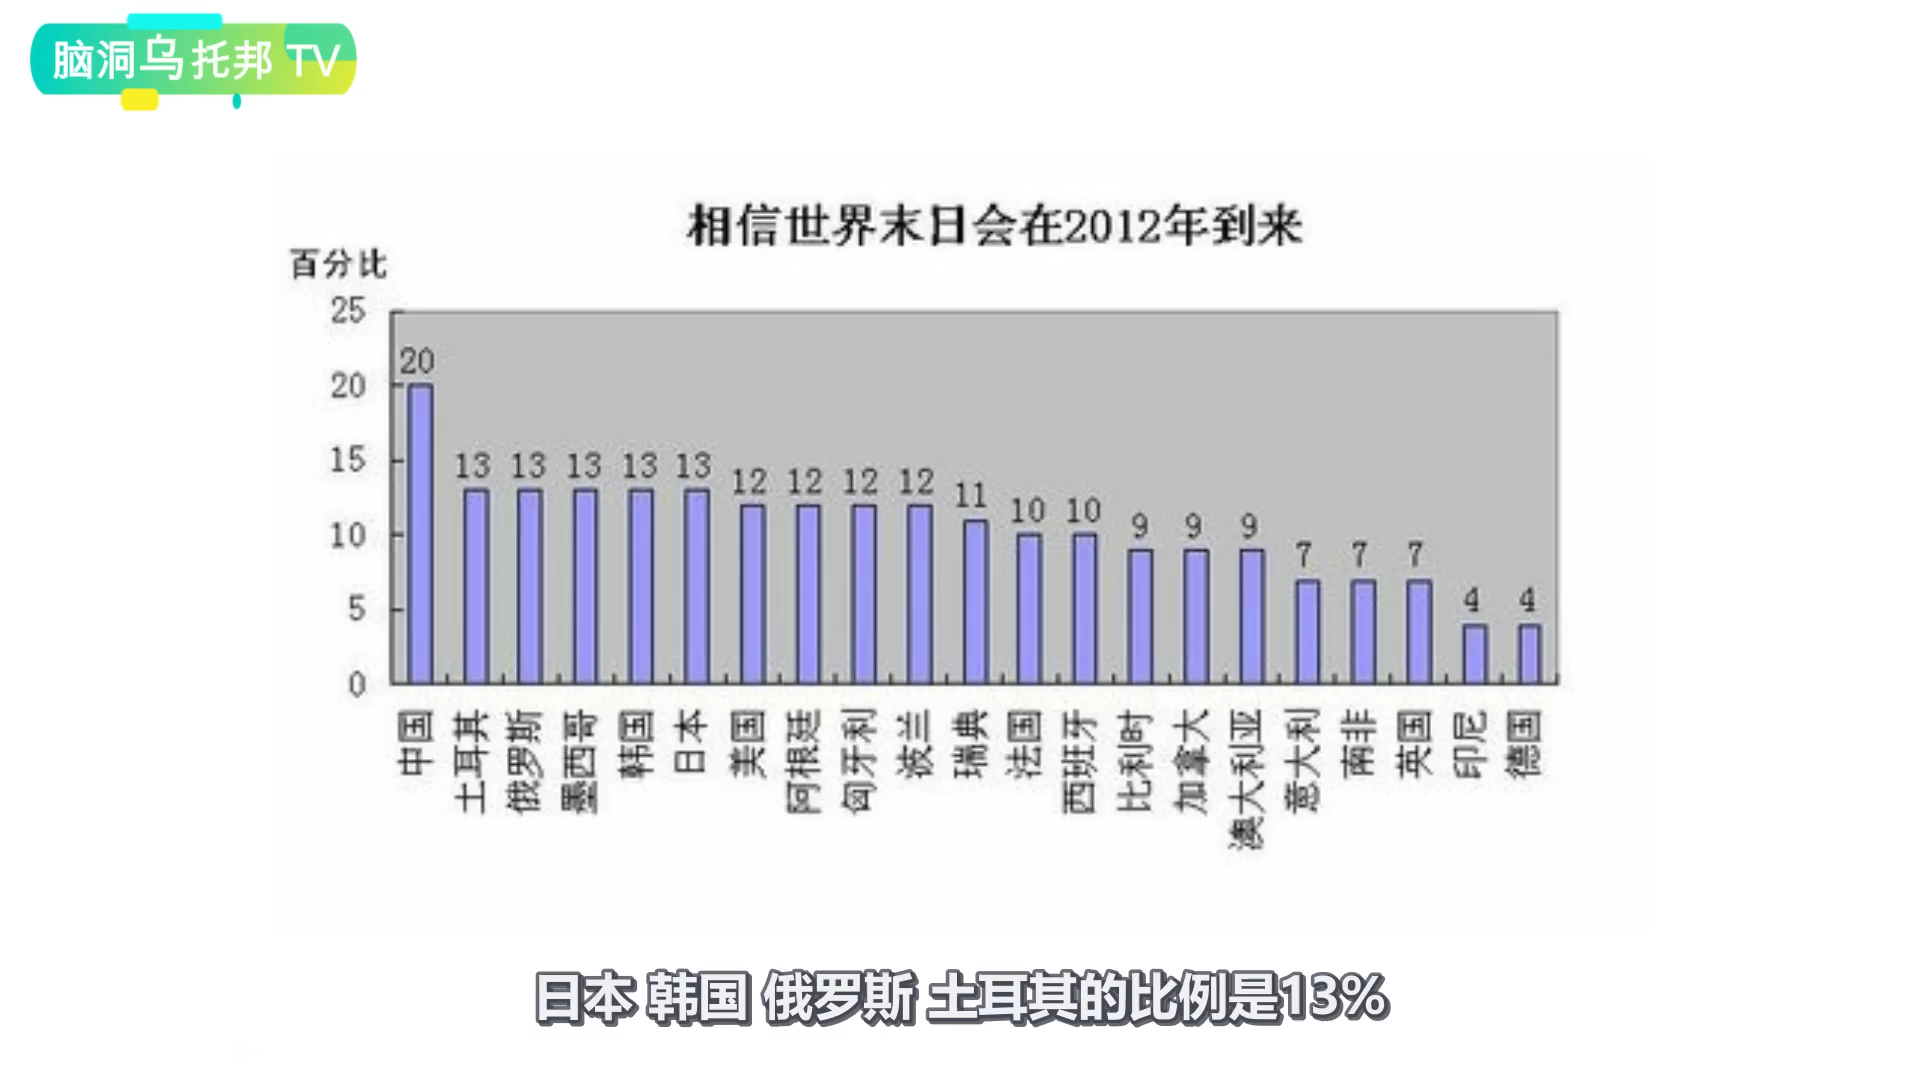 脑洞乌托邦 TV
相信世界末日会在2012年到来
百分比
25
20
15
10
5
0
20 13 13 13 13 13 12 12 12 12 11 10 10 9 9 9 7 7 7 4 4
中国 土耳其 俄罗斯 墨西哥 韩国 日本 美国 阿根廷 匈牙利 波兰 瑞典 法国 西班牙 比利时 加拿大 澳大利亚 意大利 南非 英国 印尼 德国
日本 韩国 俄罗斯 土耳其的比例是13%